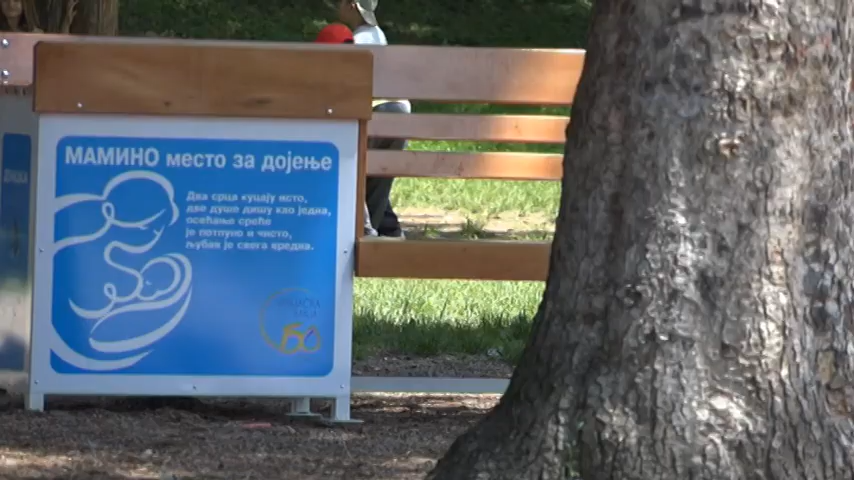 МАМИНО место за дојење
Два срца куцају исто,
две душе дишу као једна,
осећање среће
је потпуно и чисто,
љубав је свега вредна.
150